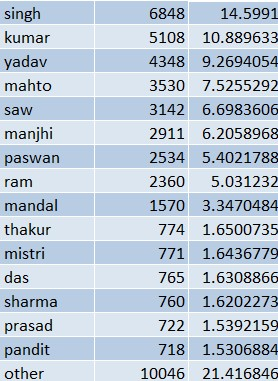 singh 6848 14.5991
kumar 5108 10.889633
yadav 4348 9.2694054
mahto 3530 7.5255292
saw 3142 6.6983606
manjhi 2911 6.2058968
paswan 2534 5.4021788
ram 2360 5.031232
mandal 1570 3.3470484
thakur 774 1.6500735
mistri 771 1.6436779
das 765 1.6308866
sharma 760 1.6202273
prasad 722 1.5392159
pandit 718 1.5306884
other 10046 21.416846